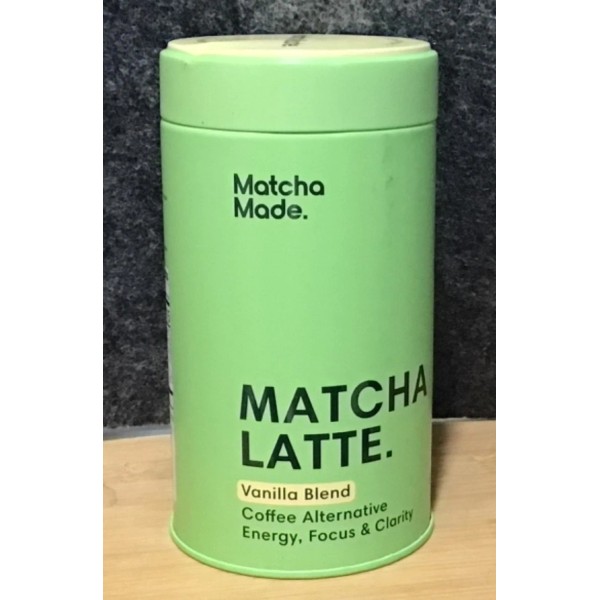 Matcha
Made.
MATCHA
LATTE.
Vanilla Blend
Coffee Alternative
Energy, Focus & Clarity